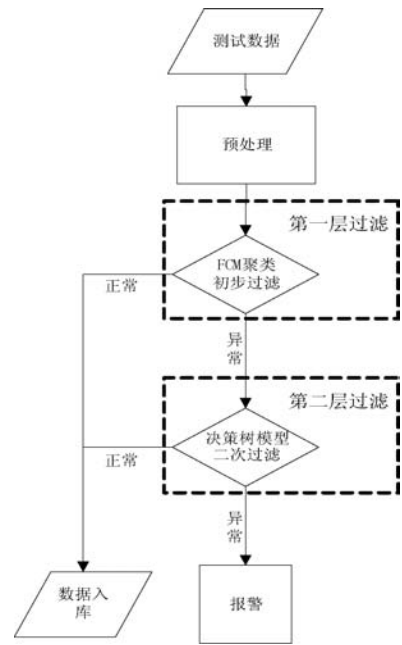 测试数据
预处理
第一层过滤
FCM聚类
初步过滤
正常
异
常
第二层过滤
决策树模型
二次过滤
正常
异
常
数据入
库
报警